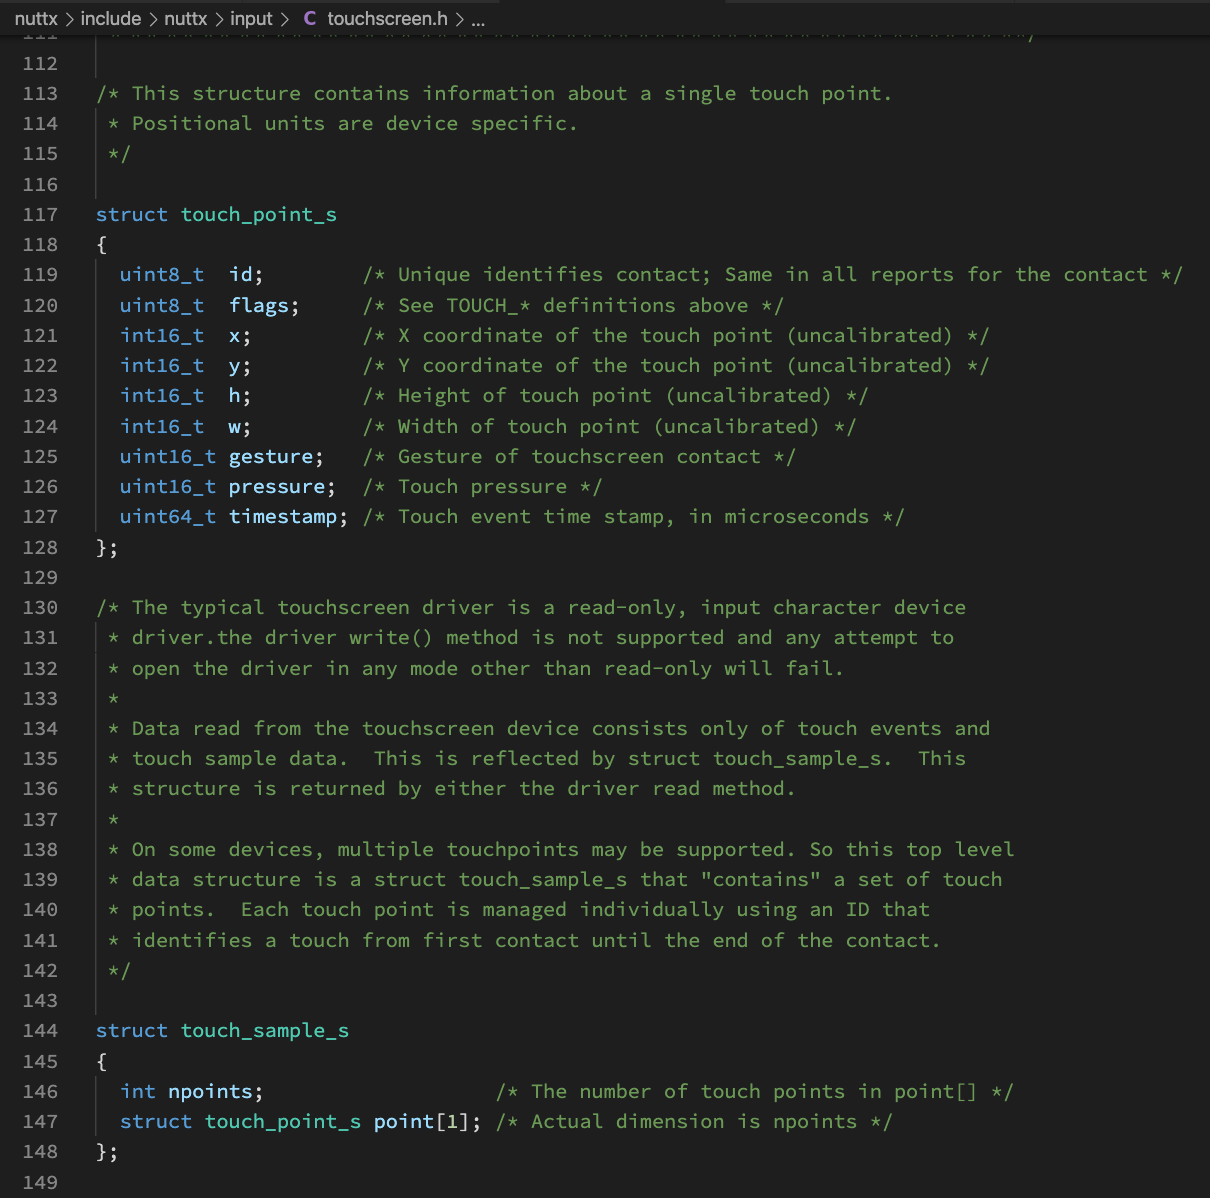 nuttx > include > nuttx > input > C touchscreen.h > ...
111 * * * * * * * * * * * * * * * * * * * * * * * * * * * * * * * * * * * * * */
112
113 /* This structure contains information about a single touch point.
114  * Positional units are device specific.
115  */
116
117 struct touch_point_s
118 {
119   uint8_t  id;        /* Unique identifies contact; Same in all reports for the contact */
120   uint8_t  flags;     /* See TOUCH_* definitions above */
121   int16_t  x;         /* X coordinate of the touch point (uncalibrated) */
122   int16_t  y;         /* Y coordinate of the touch point (uncalibrated) */
123   int16_t  h;         /* Height of touch point (uncalibrated) */
124   int16_t  w;         /* Width of touch point (uncalibrated) */
125   uint16_t gesture;   /* Gesture of touchscreen contact */
126   uint16_t pressure;  /* Touch pressure */
127   uint64_t timestamp; /* Touch event time stamp, in microseconds */
128 };
129
130 /* The typical touchscreen driver is a read-only, input character device
131  * driver.the driver write() method is not supported and any attempt to
132  * open the driver in any mode other than read-only will fail.
133  *
134  * Data read from the touchscreen device consists only of touch events and
135  * touch sample data.  This is reflected by struct touch_sample_s.  This
136  * structure is returned by either the driver read method.
137  *
138  * On some devices, multiple touchpoints may be supported. So this top level
139  * data structure is a struct touch_sample_s that "contains" a set of touch
140  * points.  Each touch point is managed individually using an ID that
141  * identifies a touch from first contact until the end of the contact.
142  */
143
144 struct touch_sample_s
145 {
146   int npoints;                   /* The number of touch points in point[] */
147   struct touch_point_s point[1]; /* Actual dimension is npoints */
148 };
149